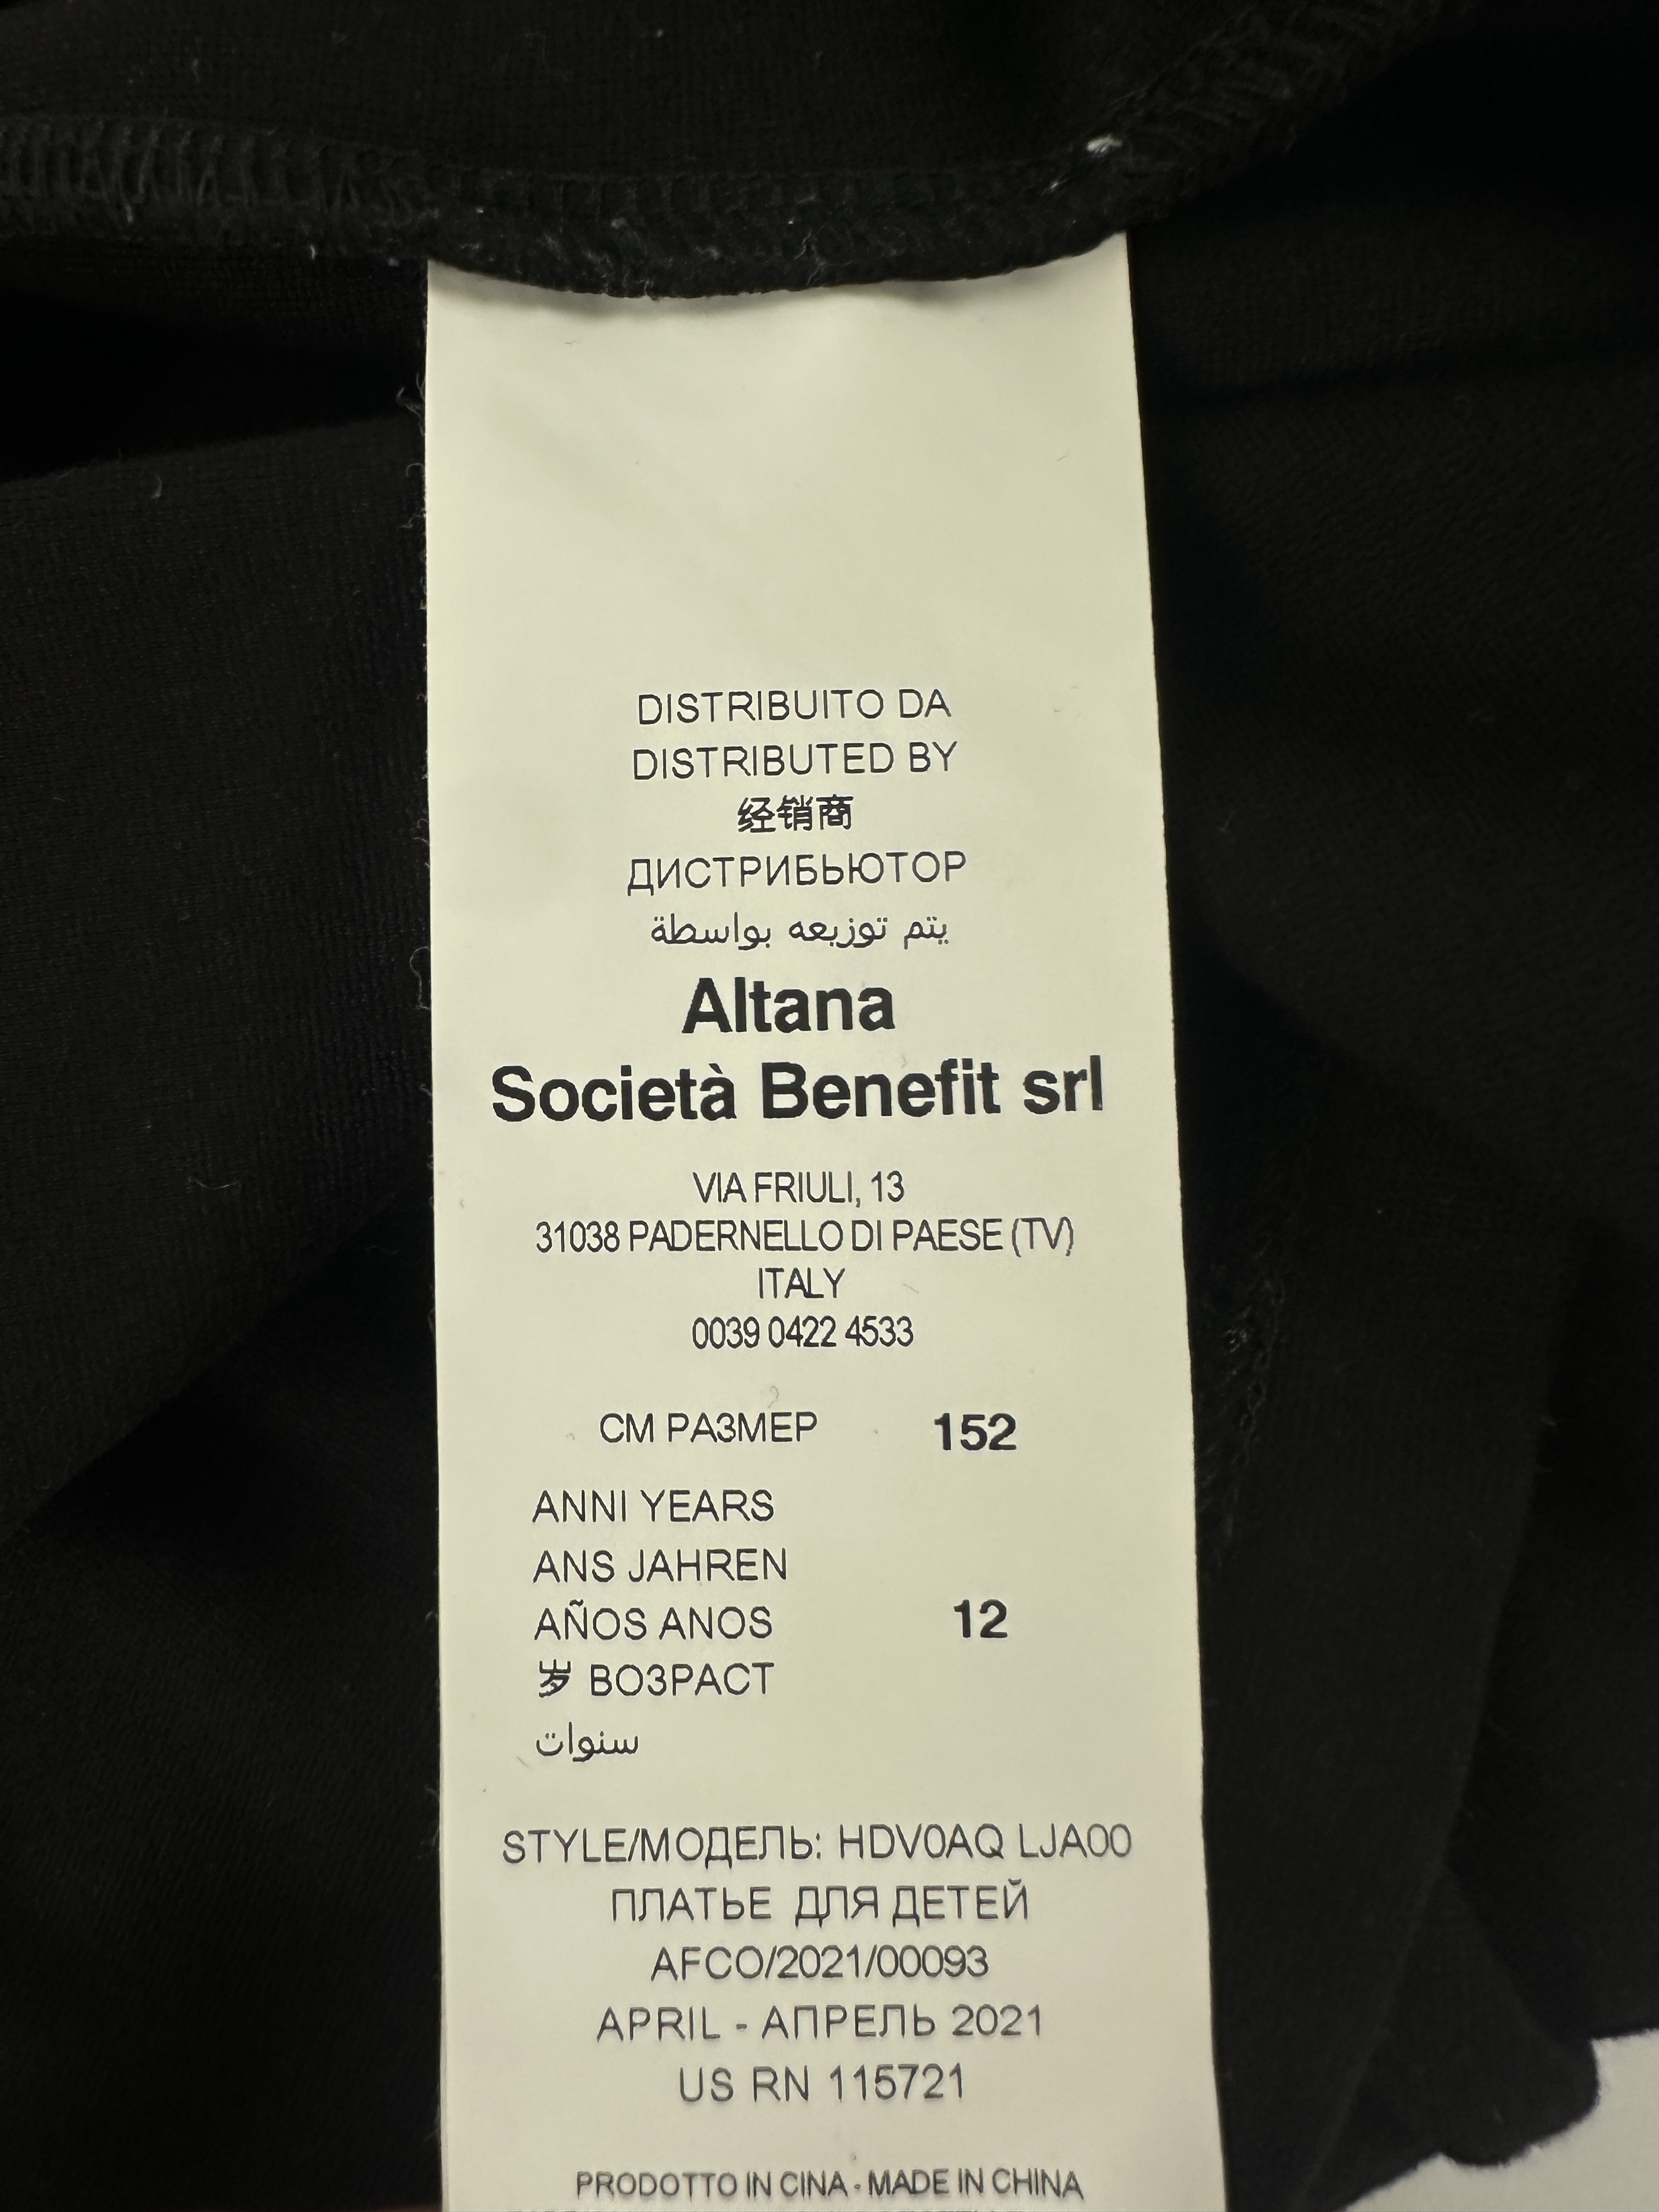 DISTRIBUITO DA
DISTRIBUTED BY
经销商
ДИСТРИБЬЮТОР
يتم توزيعه بواسطة
Altana
Società Benefit srl
VIA FRIULI, 13
31038 PADERNELLO DI PAESE (TV)
ITALY
0039 0422 4533
СМ РАЗМЕР 152
ANNI YEARS
ANS JAHREN
AÑOS ANOS 12
岁 ВОЗРАСТ
سنوات
STYLE/МОДЕЛЬ: HDV0AQ LJA00
ПЛАТЬЕ ДЛЯ ДЕТЕЙ
AFCO/2021/00093
APRIL - АПРЕЛЬ 2021
US RN 115721
PRODOTTO IN CINA - MADE IN CHINA